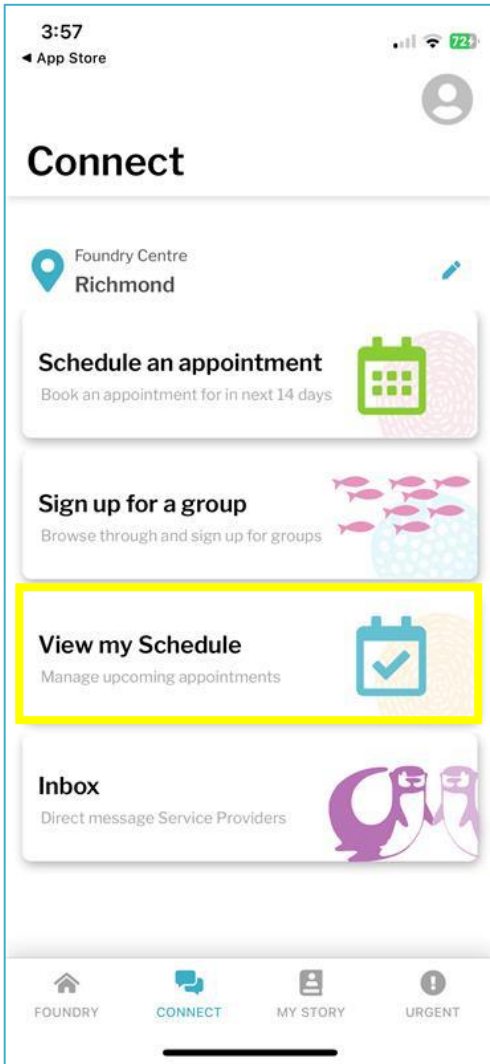 3:57
◀ App Store
72
Connect
Foundry Centre
Richmond
Schedule an appointment
Book an appointment for in next 14 days
Sign up for a group
Browse through and sign up for groups
View my Schedule
Manage upcoming appointments
Inbox
Direct message Service Providers
FOUNDRY CONNECT MY STORY URGENT